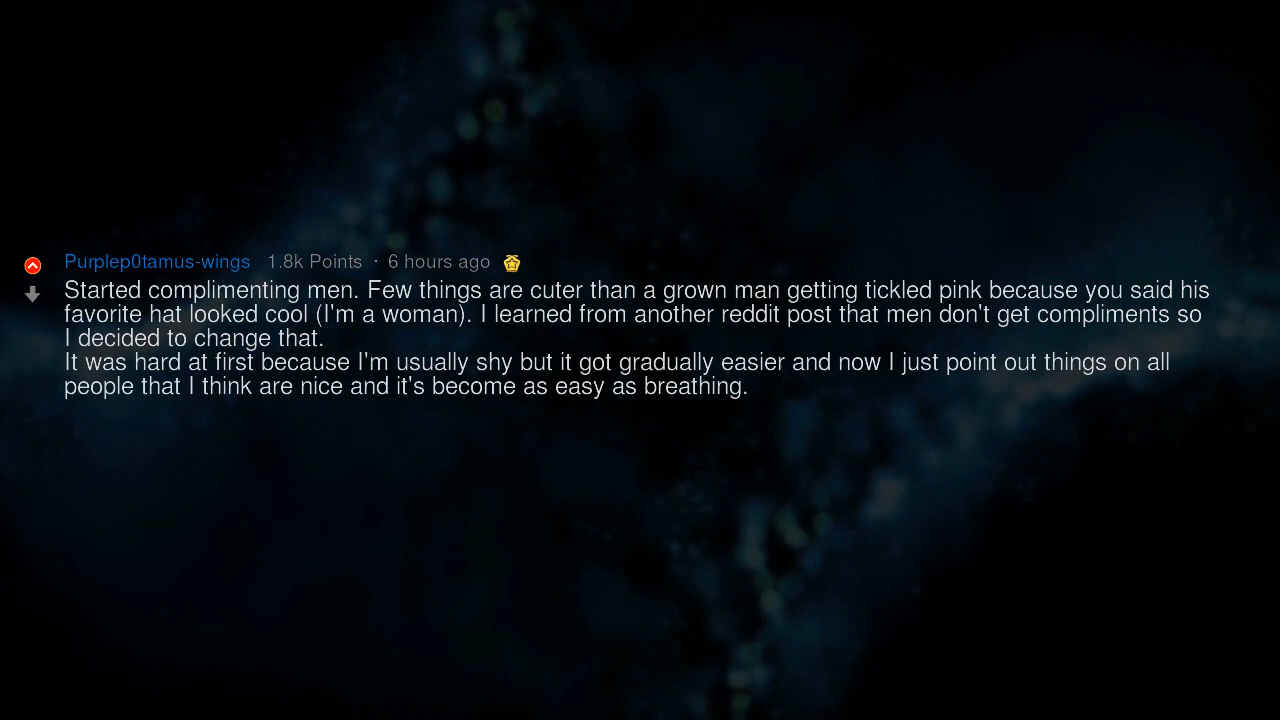 Purplep0tamus-wings 1.8k Points · 6 hours ago
Started complimenting men. Few things are cuter than a grown man getting tickled pink because you said his
favorite hat looked cool (I'm a woman). I learned from another reddit post that men don't get compliments so
I decided to change that.
It was hard at first because I'm usually shy but it got gradually easier and now I just point out things on all
people that I think are nice and it's become as easy as breathing.